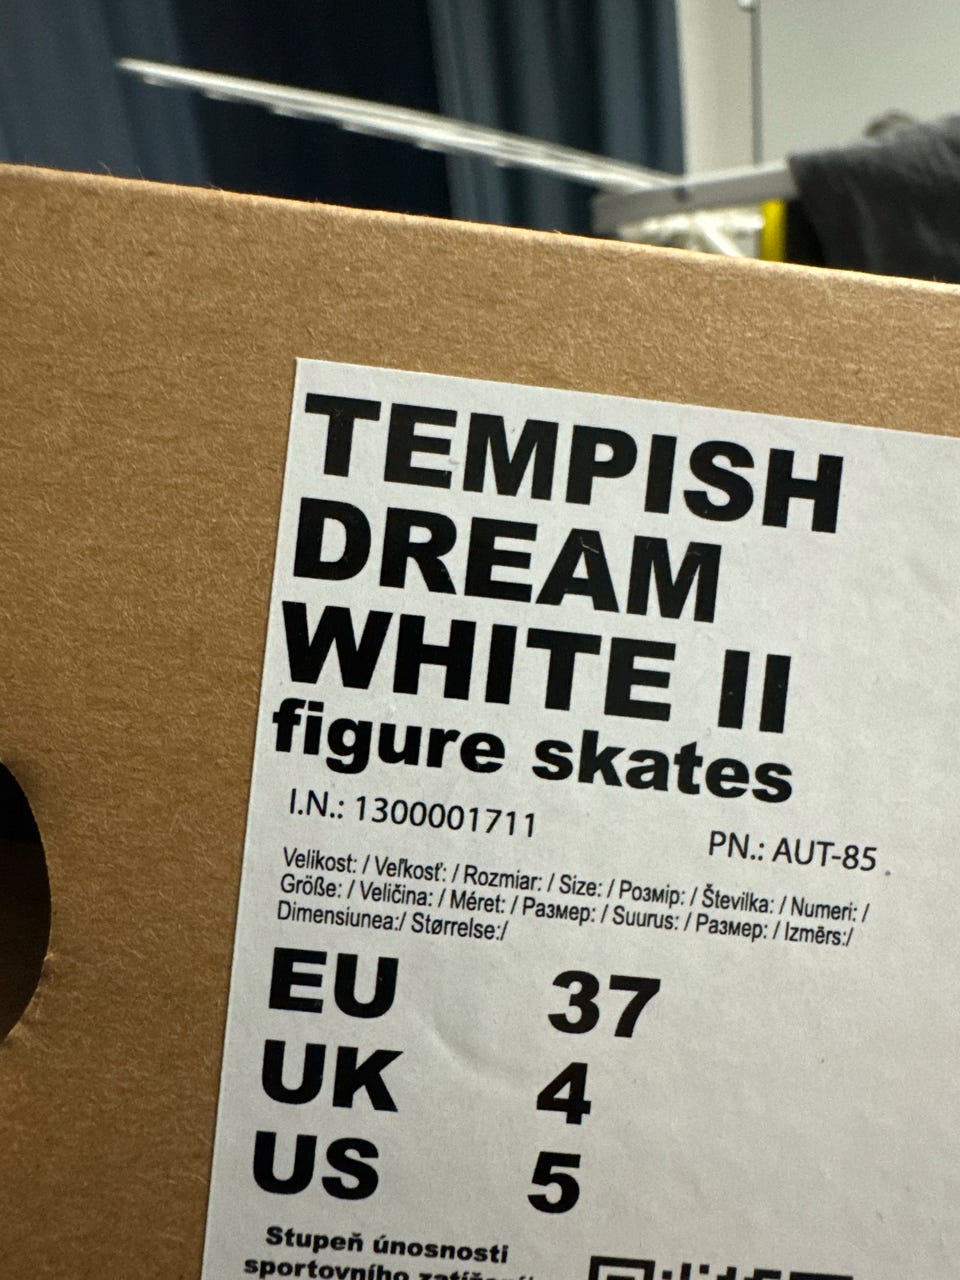 TEMPISH
DREAM
WHITE II
figure skates
I.N.: 1300001711
PN.: AUT-85
Velikost: / Veľkosť: / Rozmiar: / Size: / Розмір: / Številka: / Numeri: /
Größe: / Veličina: / Méret: / Размер: / Suurus: / Размер: / Izmērs:/
Dimensiunea:/ Størrelse:/
EU 37
UK 4
US 5
Stupeň únosnosti
sportovního